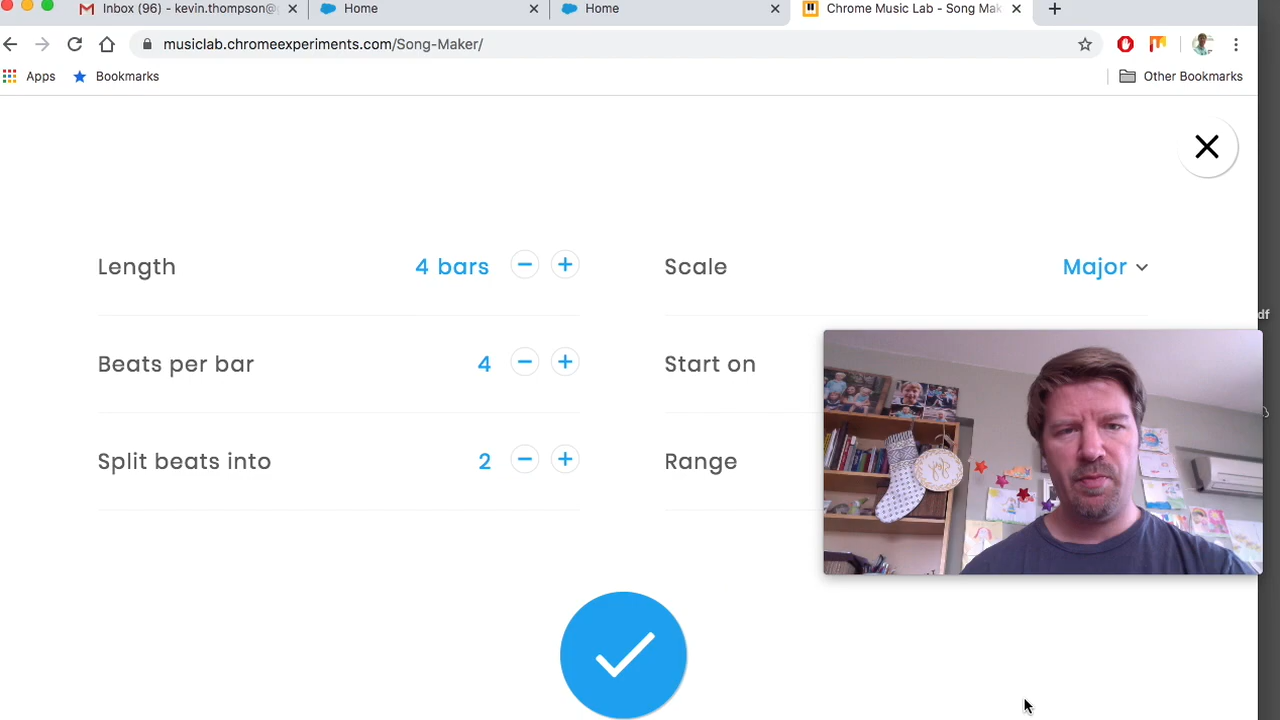 Inbox (96) - kevin.thompson@
Home
Home
Chrome Music Lab - Song Mak
musiclab.chromeexperiments.com/Song-Maker/
Apps
Bookmarks
Other Bookmarks
Length
4 bars
Scale
Major
Beats per bar
4
Start on
Split beats into
2
Range
df